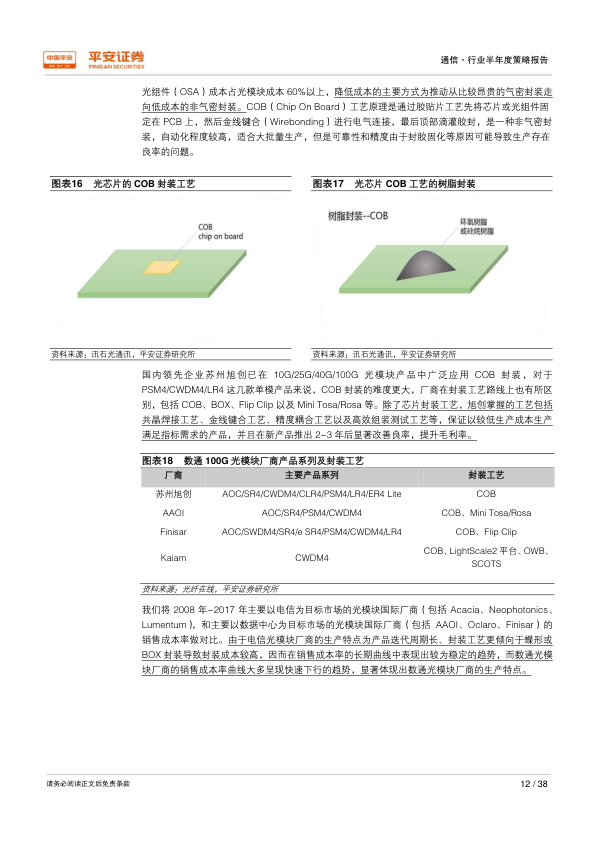 中国平安
平安证券
PINGAN SECURITIES
通信·行业半年度策略报告
光组件（OSA）成本占光模块成本 60%以上，降低成本的主要方式为推动从比较昂贵的气密封装走
向低成本的非气密封装。COB（Chip On Board）工艺原理是通过胶贴片工艺先将芯片或光组件固
定在 PCB 上，然后金线键合（Wirebonding）进行电气连接，最后顶部滴灌胶封，是一种非气密封
装，自动化程度较高，适合大批量生产，但是可靠性和精度由于封胶固化等原因可能导致生产存在
良率的问题。
图表16 光芯片的 COB 封装工艺
图表17 光芯片 COB 工艺的树脂封装
COB
chip on board
树脂封装--COB
环氧树脂
或硅烷树脂
资料来源：讯石光通讯，平安证券研究所
资料来源：讯石光通讯，平安证券研究所
国内领先企业苏州旭创已在 10G/25G/40G/100G 光模块产品中广泛应用 COB 封装，对于
PSM4/CWDM4/LR4 这几款单模产品来说，COB 封装的难度更大，厂商在封装工艺路线上也有所区
别，包括 COB、BOX、Flip Clip 以及 Mini Tosa/Rosa 等。除了芯片封装工艺，旭创掌握的工艺包括
共晶焊接工艺、金线键合工艺、精度耦合工艺以及高效组装测试工艺等，保证以较低生产成本生产
满足指标需求的产品，并且在新产品推出 2-3 年后显著改善良率，提升毛利率。
图表18 数通 100G 光模块厂商产品系列及封装工艺
厂商 主要产品系列 封装工艺
苏州旭创 AOC/SR4/CWDM4/CLR4/PSM4/LR4/ER4 Lite COB
AAOI AOC/SR4/PSM4/CWDM4 COB、Mini Tosa/Rosa
Finisar AOC/SWDM4/SR4/e SR4/PSM4/CWDM4/LR4 COB、Flip Clip
Kaiam CWDM4 COB、LightScale2 平台、OWB、
SCOTS
资料来源：光纤在线，平安证券研究所
我们将 2008 年-2017 年主要以电信为目标市场的光模块国际厂商（包括 Acacia、Neophotonics、
Lumentum），和主要以数据中心为目标市场的光模块国际厂商（包括 AAOI、Oclaro、Finisar）的
销售成本率做对比。由于电信光模块厂商的生产特点为产品迭代周期长、封装工艺更倾向于蝶形或
BOX 封装导致封装成本较高，因而在销售成本率的长期曲线中表现出较为稳定的趋势，而数通光模
块厂商的销售成本率曲线大多呈现快速下行的趋势，显著体现出数通光模块厂商的生产特点。
请务必阅读正文后免责条款
12 / 38